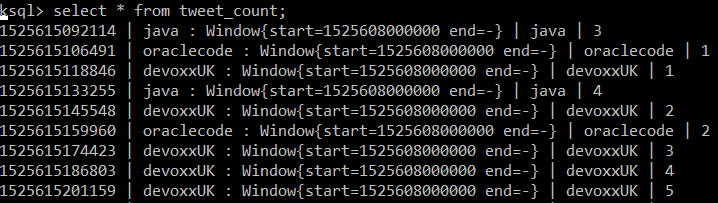 ksql> select * from tweet_count;
1525615092114 | java : Window{start=1525608000000 end=-} | java | 3
1525615106491 | oraclecode : Window{start=1525608000000 end=-} | oraclecode | 1
1525615118846 | devoxxUK : Window{start=1525608000000 end=-} | devoxxUK | 1
1525615133255 | java : Window{start=1525608000000 end=-} | java | 4
1525615145548 | devoxxUK : Window{start=1525608000000 end=-} | devoxxUK | 2
1525615159960 | oraclecode : Window{start=1525608000000 end=-} | oraclecode | 2
1525615174423 | devoxxUK : Window{start=1525608000000 end=-} | devoxxUK | 3
1525615186803 | devoxxUK : Window{start=1525608000000 end=-} | devoxxUK | 4
1525615201159 | devoxxUK : Window{start=1525608000000 end=-} | devoxxUK | 5